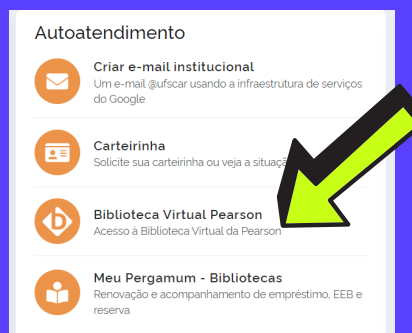 Autoatendimento
Criar e-mail institucional
Um e-mail @ufscar usando a infraestrutura de serviços
do Google
Carteirinha
Solicite sua carteirinha ou veja a situaç
Biblioteca Virtual Pearson
Acesso à Biblioteca Virtual da Pearson
Meu Pergamum - Bibliotecas
Renovação e acompanhamento de empréstimo, EEB e
reserva